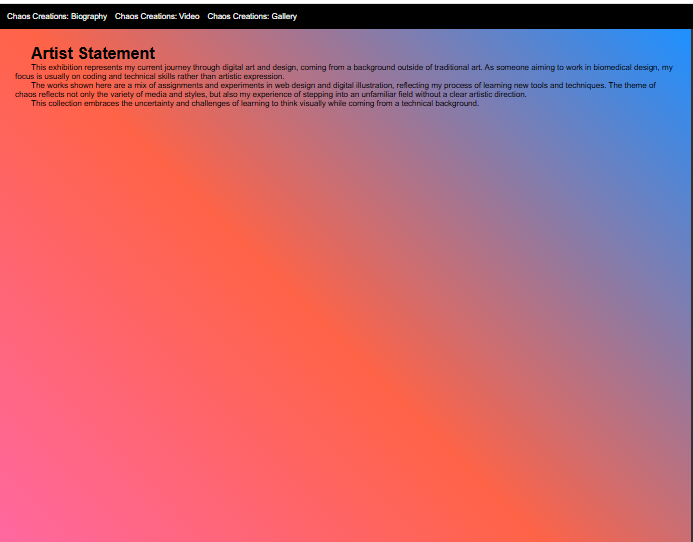 Chaos Creations: Biography Chaos Creations: Video Chaos Creations: Gallery
Artist Statement
This exhibition represents my current journey through digital art and design, coming from a background outside of traditional art. As someone aiming to work in biomedical design, my
focus is usually on coding and technical skills rather than artistic expression.
The works shown here are a mix of assignments and experiments in web design and digital illustration, reflecting my process of learning new tools and techniques. The theme of
chaos reflects not only the variety of media and styles, but also my experience of stepping into an unfamiliar field without a clear artistic direction.
This collection embraces the uncertainty and challenges of learning to think visually while coming from a technical background.